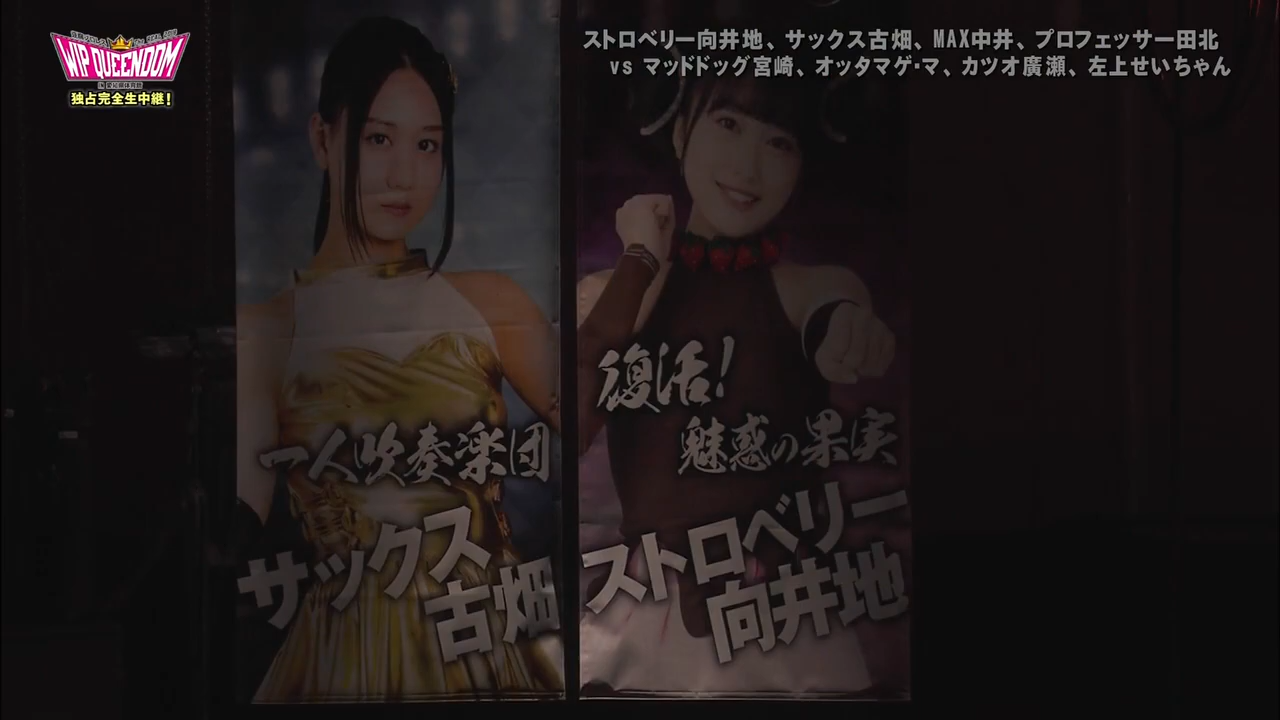 WIP QUEENDOM
独占完全生中継!
ストロベリー向井地、サックス古畑、MAX中井、プロフェッサー田北
vs マッドドッグ宮崎、オッタマゲ・マ、カツオ廣瀬、左上せいちゃん
一人吹奏楽団
サックス
古畑
復活!
魅惑の果実
ストロベリー
向井地